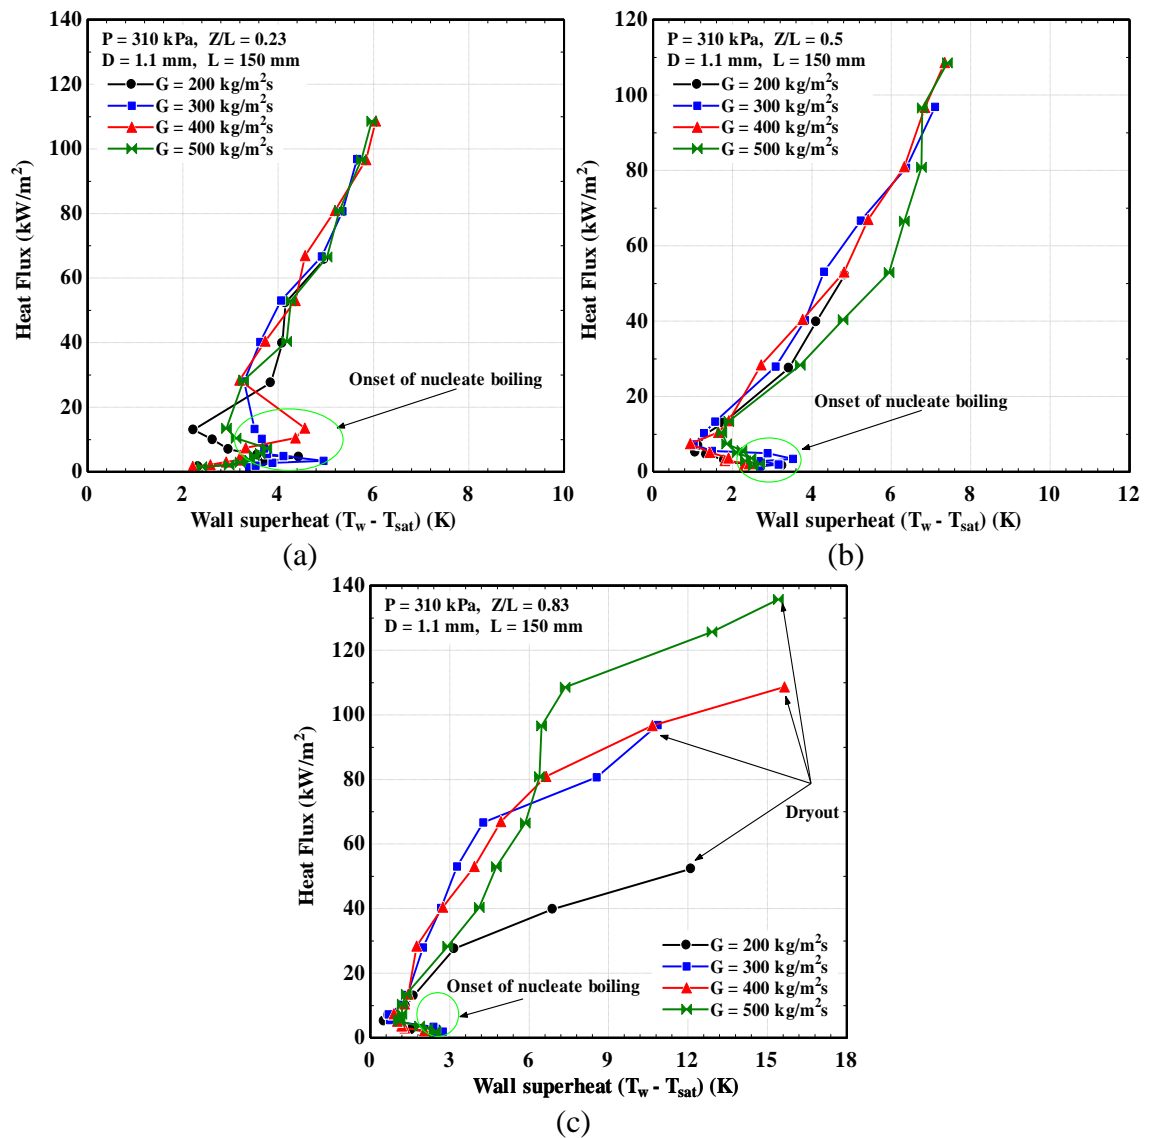 P = 310 kPa, Z/L = 0.23
D = 1.1 mm, L = 150 mm
G = 200 kg/m²s
G = 300 kg/m²s
G = 400 kg/m²s
G = 500 kg/m²s
Onset of nucleate boiling
Heat Flux (kW/m²)
140
120
100
80
60
40
20
0
0 2 4 6 8 10
Wall superheat (T_w - T_sat) (K)
(a)
P = 310 kPa, Z/L = 0.5
D = 1.1 mm, L = 150 mm
G = 200 kg/m²s
G = 300 kg/m²s
G = 400 kg/m²s
G = 500 kg/m²s
Onset of nucleate boiling
Heat Flux (kW/m²)
120
100
80
60
40
20
0
0 2 4 6 8 10 12
Wall superheat (T_w - T_sat) (K)
(b)
P = 310 kPa, Z/L = 0.83
D = 1.1 mm, L = 150 mm
Dryout
Onset of nucleate boiling
G = 200 kg/m²s
G = 300 kg/m²s
G = 400 kg/m²s
G = 500 kg/m²s
Heat Flux (kW/m²)
140
120
100
80
60
40
20
0
0 3 6 9 12 15 18
Wall superheat (T_w - T_sat) (K)
(c)